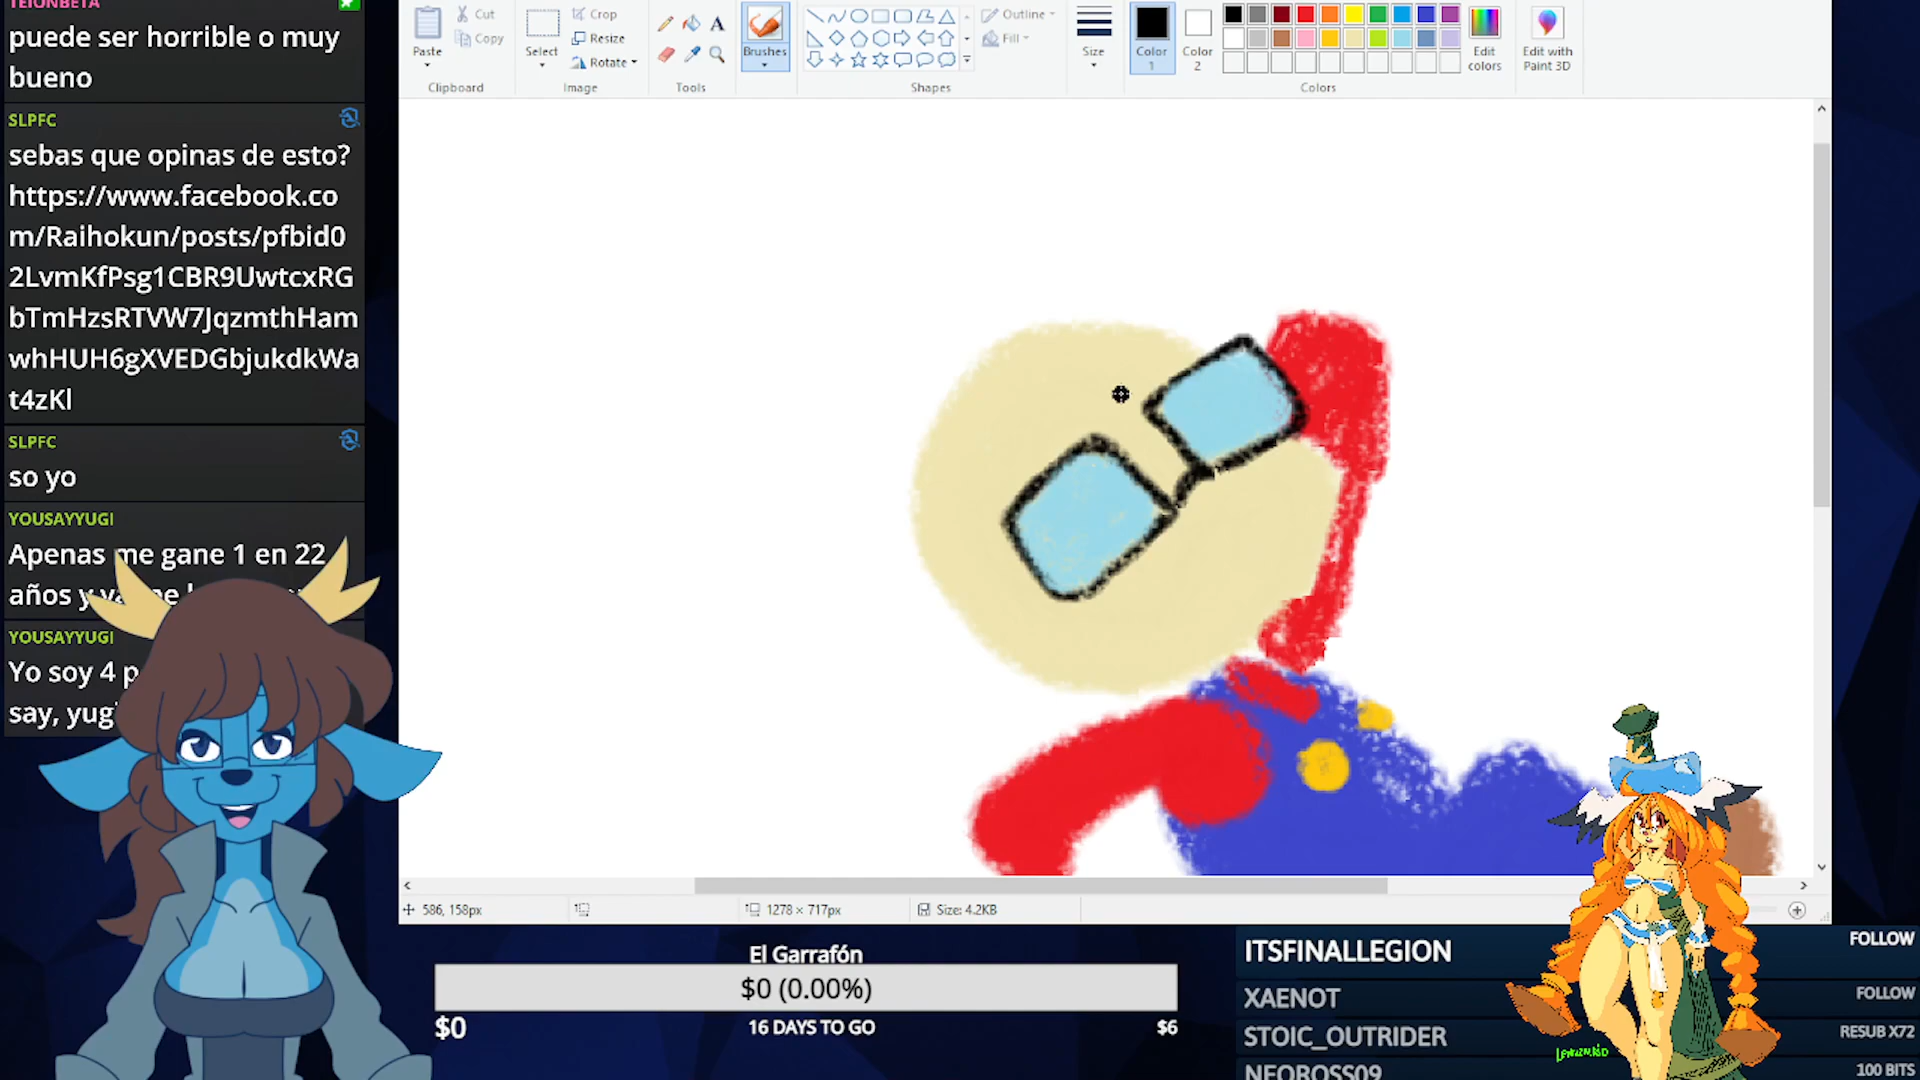 TEIONBETA
puede ser horrible o muy
bueno
SLPFC
sebas que opinas de esto?
https://www.facebook.co
m/Raihokun/posts/pfbid0
2LvmKfPsg1CBR9UwtcxRG
bTmHzsRTVW7JqzmthHam
whHUH6gXVEDGbjukdkWa
t4zKl
SLPFC
so yo
YOUSAYYUGI
Apenas me gane 1 en 22
años y
YOUSAYYUGI
Yo soy 4
say, yug
Paste
Cut
Copy
Clipboard
Select
Crop
Resize
Rotate
Image
A
Tools
Brushes
Outline
Fill
Shapes
Size
Color
1
Color
2
Edit
colors
Colors
Edit with
Paint 3D
586, 158px
1278 × 717px
Size: 4.2KB
El Garrafón
$0 (0.00%)
$0
16 DAYS TO GO
$6
ITSFINALLEGION FOLLOW
XAENOT FOLLOW
STOIC_OUTRIDER RESUB X72
NEOROSS09 100 BITS